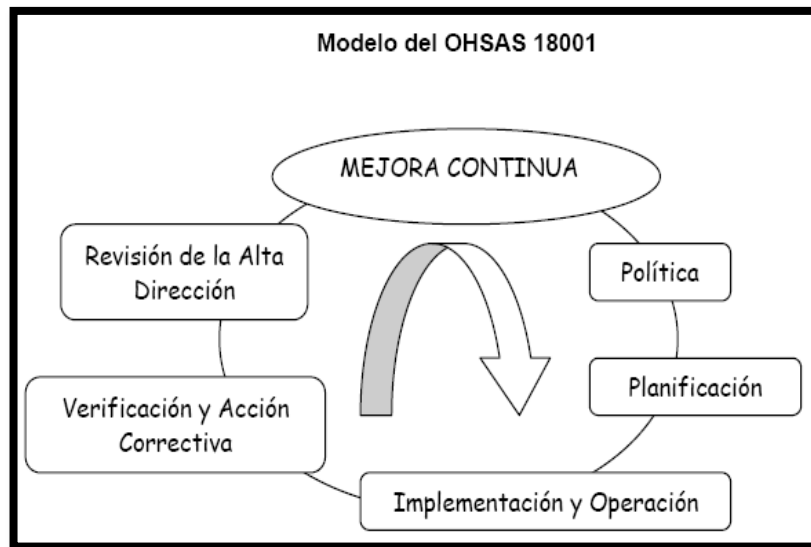 Modelo del OHSAS 18001
MEJORA CONTINUA
Revisión de la Alta
Dirección
Política
Planificación
Verificación y Acción
Correctiva
Implementación y Operación